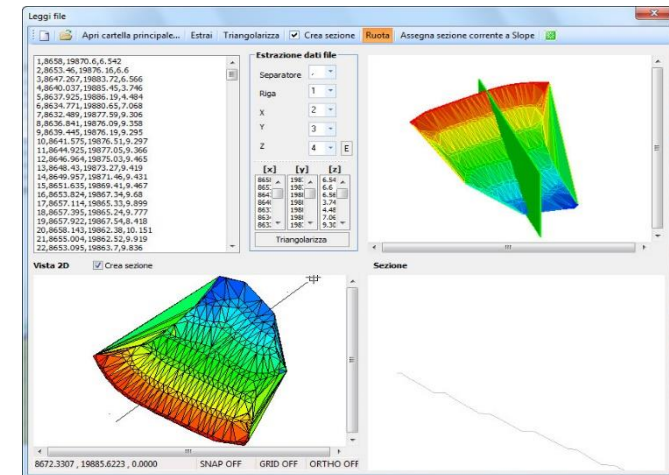 Leggi file
Apri cartella principale... Estrai Triangolarizza Crea sezione Ruota Assegna sezione corrente a Slope
1,8658,19870.6,6.542
2,8653.46,19876.16,6.6
3,8647.267,19883.72,6.566
4,8640.037,19885.45,3.746
5,8637.925,19886.19,4.484
6,8634.771,19880.65,7.068
7,8632.489,19877.59,9.306
8,8636.841,19876.09,9.358
9,8639.445,19876.19,9.295
10,8641.575,19876.51,9.297
11,8644.925,19877.05,9.366
12,8646.964,19875.03,9.465
13,8648.43,19873.27,9.419
14,8649.957,19871.46,9.431
15,8651.635,19869.41,9.467
16,8653.824,19867.34,9.68
17,8657.114,19865.33,9.899
18,8657.395,19865.24,9.777
19,8657.922,19867.54,8.418
20,8658.143,19862.38,10.151
21,8655.004,19862.52,9.919
22,8653.095,19863.7,9.836
Estrazione dati file
Separatore ,
Riga 1
X 2
Y 3
Z 4 E
[x] [y] [z]
Triangolarizza
Vista 2D Crea sezione
Sezione
8672.3307 , 19885.6223 , 0.0000 SNAP OFF GRID OFF ORTHO OFF